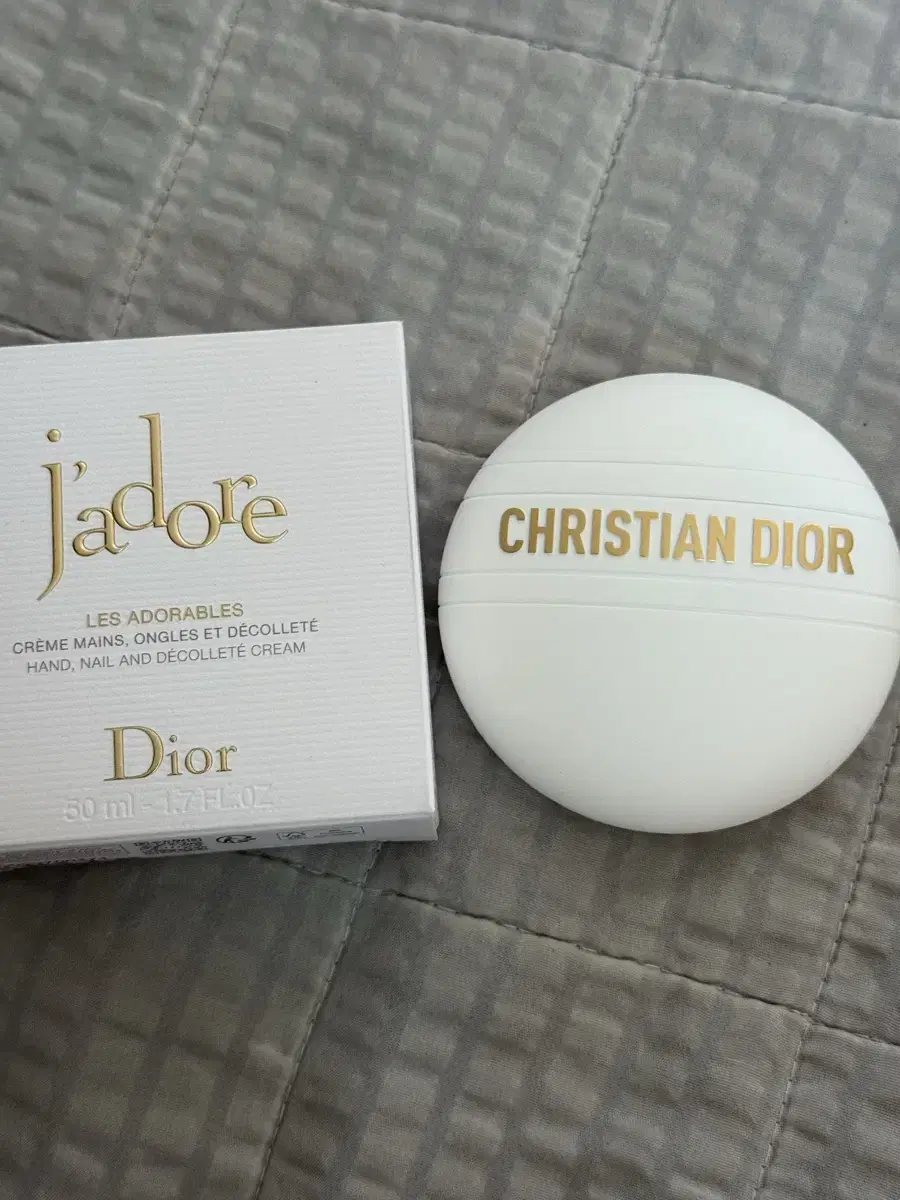 j'adore
LES ADORABLES
CRÈME MAINS, ONGLES ET DÉCOLLETÉ
HAND, NAIL AND DÉCOLLETÉ CREAM
Dior
50 ml - 1.7 FL.OZ
CHRISTIAN DIOR